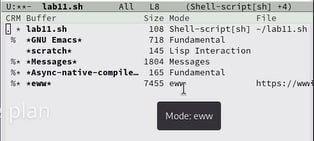 U:**- lab11.sh All L8 (Shell-script[sh] +4)
CRM Buffer Size Mode File
. * lab11.sh 108 Shell-script[sh] ~/lab11.sh
% *GNU Emacs* 718 Fundamental
*scratch* 145 Lisp Interaction
%* *Messages* 1804 Messages
* *Async-native-compile… 165 Fundamental
%* *eww* 7455 eww https://www
plan
Mode: eww